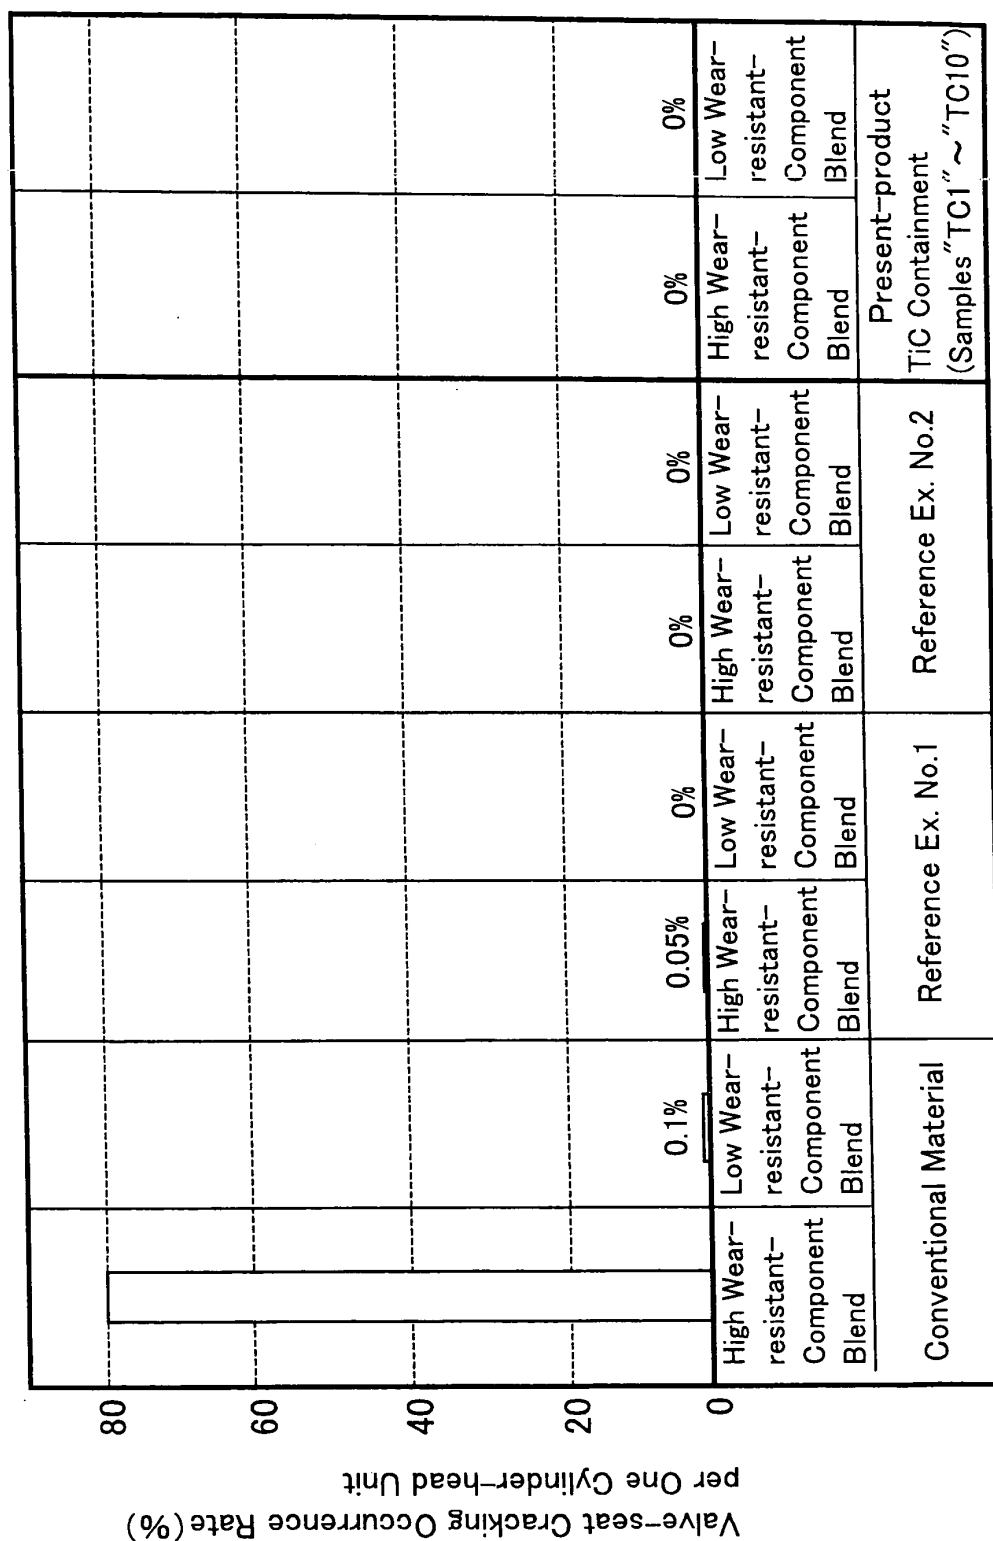 Valve-seat Cracking Occurrence Rate(%)
per One Cylinder-head Unit
80
60
40
20
0
0.1%
0.05%
0%
0%
0%
0%
0%
High Wear-
resistant-
Component
Blend
Low Wear-
resistant-
Component
Blend
High Wear-
resistant-
Component
Blend
Low Wear-
resistant-
Component
Blend
High Wear-
resistant-
Component
Blend
Low Wear-
resistant-
Component
Blend
High Wear-
resistant-
Component
Blend
Low Wear-
resistant-
Component
Blend
Conventional Material
Reference Ex. No.1
Reference Ex. No.2
Present-product
TiC Containment
(Samples "TC1"～"TC10")